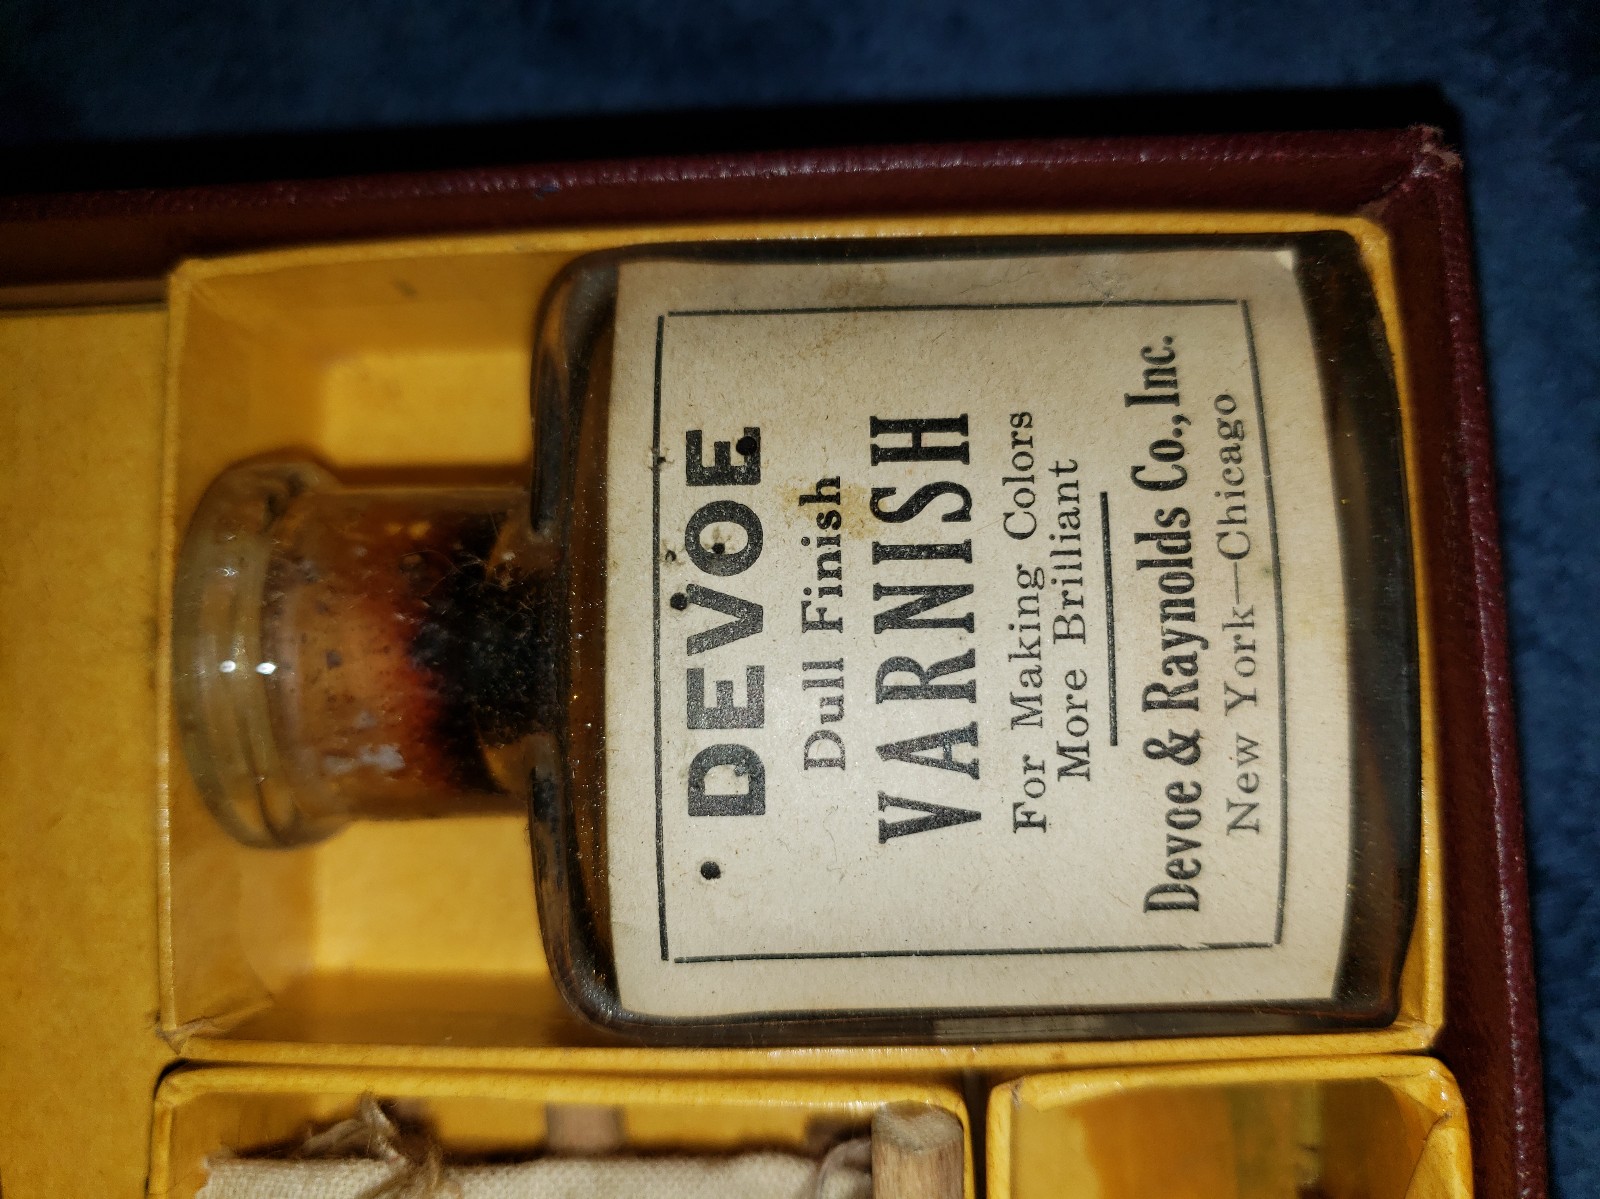 DEVOE
Dull Finish
VARNISH
For Making Colors
More Brilliant
Devoe & Raynolds Co., Inc.
New York—Chicago